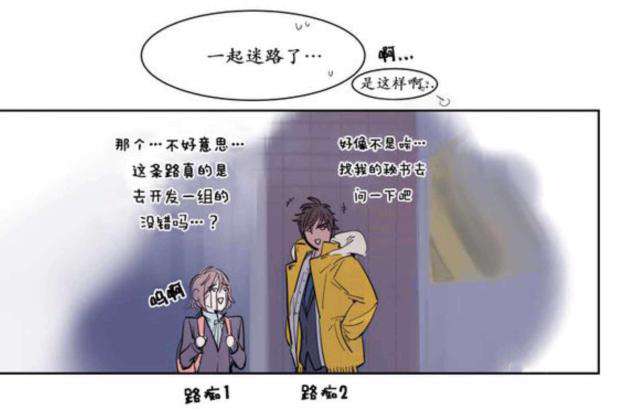 一起迷路了…
啊…
是这样啊…
那个…不好意思…
这条路真的是
去开发一组的
没错吗…？
好像不是哈…
找我的秘书去
问一下吧
呜啊
路痴1
路痴2